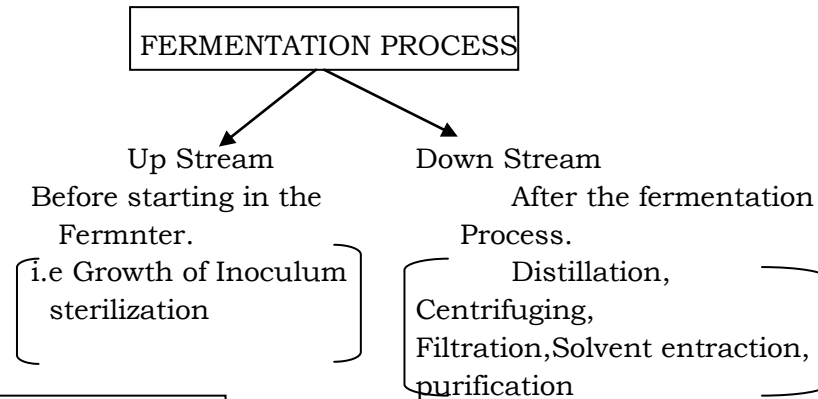 FERMENTATION PROCESS
Up Stream
Before starting in the
Fermnter.
i.e Growth of Inoculum
sterilization
Down Stream
After the fermentation
Process.
Distillation,
Centrifuging,
Filtration,Solvent entraction,
purification